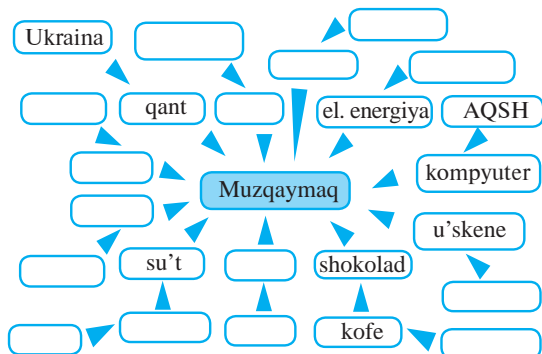 Ukraina
qant
el. energiya
AQSH
kompyuter
Muzqaymaq
u'skene
su't
shokolad
kofe